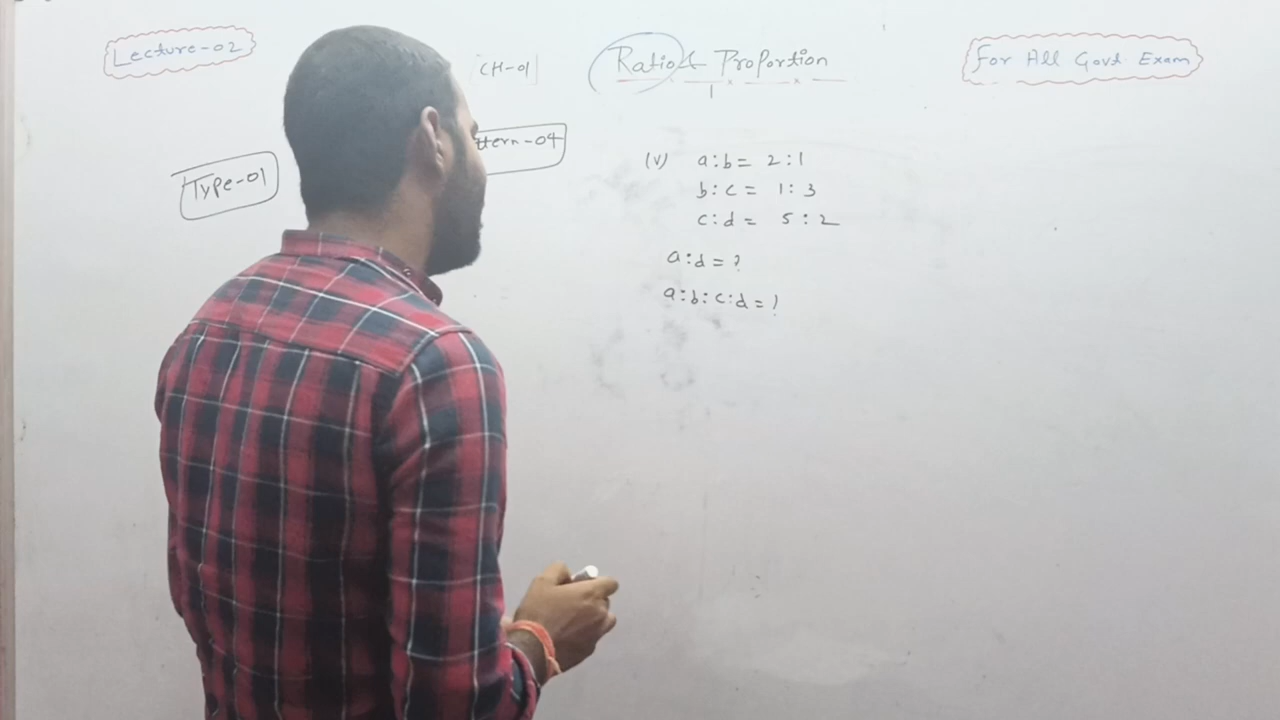 Lecture-02
[CH-01]
Ratio & Proportion
For All Govt. Exam
Type-01
ttern-04
(v) a:b = 2:1
b:c = 1:3
c:d = 5:2
a:d = ?
a:b:c:d = ?